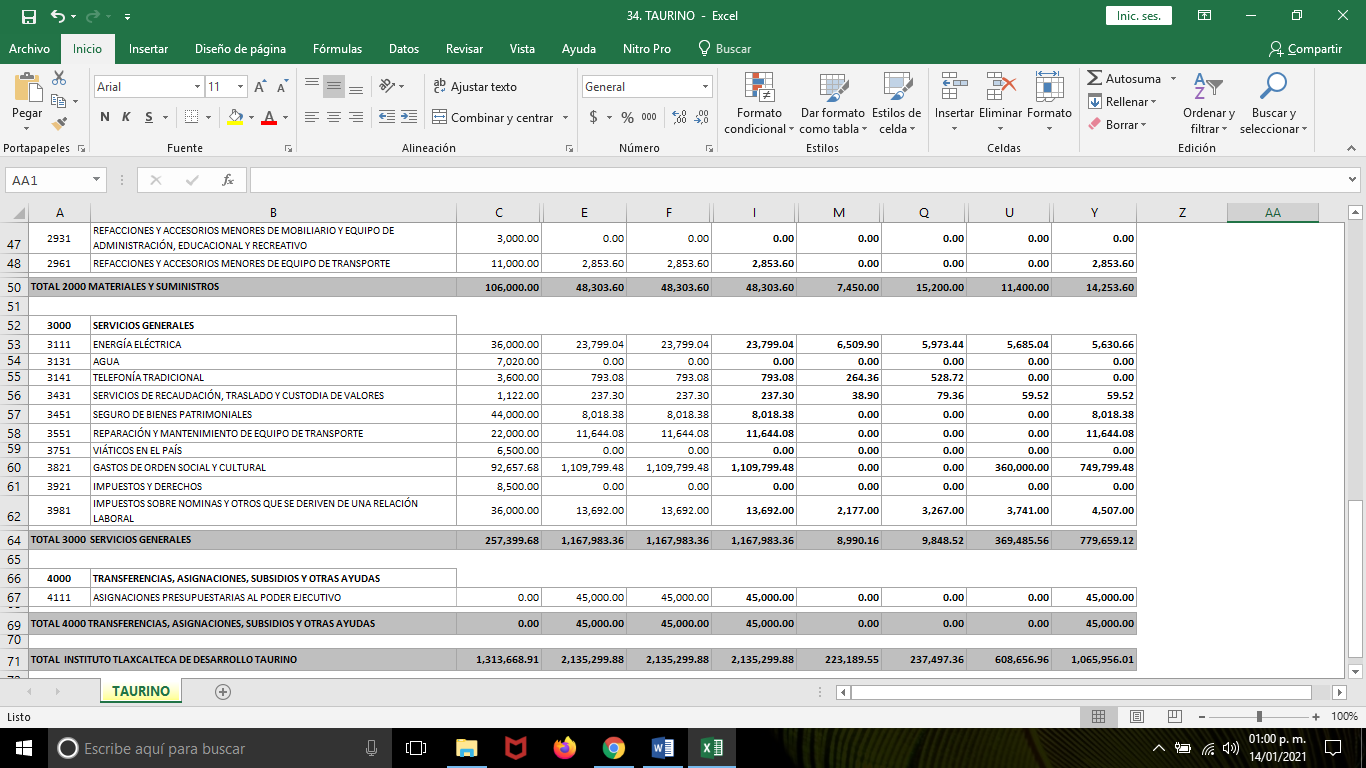 34. TAURINO - Excel
Inic. ses.
Archivo Inicio Insertar Diseño de página Fórmulas Datos Revisar Vista Ayuda Nitro Pro Buscar Compartir
Pegar
Arial 11
N K S
Ajustar texto
Combinar y centrar
General
$ % 000
Formato condicional
Dar formato como tabla
Estilos de celda
Insertar Eliminar Formato
Autosuma
Rellenar
Borrar
Ordenar y filtrar
Buscar y seleccionar
Portapapeles Fuente Alineación Número Estilos Celdas Edición
AA1 fx
A B C E F I M Q U Y Z AA
47 2931 REFACCIONES Y ACCESORIOS MENORES DE MOBILIARIO Y EQUIPO DE
ADMINISTRACIÓN, EDUCACIONAL Y RECREATIVO 3,000.00 0.00 0.00 0.00 0.00 0.00 0.00 0.00
48 2961 REFACCIONES Y ACCESORIOS MENORES DE EQUIPO DE TRANSPORTE 11,000.00 2,853.60 2,853.60 2,853.60 0.00 0.00 0.00 2,853.60
50 TOTAL 2000 MATERIALES Y SUMINISTROS 106,000.00 48,303.60 48,303.60 48,303.60 7,450.00 15,200.00 11,400.00 14,253.60
51
52 3000 SERVICIOS GENERALES
53 3111 ENERGÍA ELÉCTRICA 36,000.00 23,799.04 23,799.04 23,799.04 6,509.90 5,973.44 5,685.04 5,630.66
54 3131 AGUA 7,020.00 0.00 0.00 0.00 0.00 0.00 0.00 0.00
55 3141 TELEFONÍA TRADICIONAL 3,600.00 793.08 793.08 793.08 264.36 528.72 0.00 0.00
56 3431 SERVICIOS DE RECAUDACIÓN, TRASLADO Y CUSTODIA DE VALORES 1,122.00 237.30 237.30 237.30 38.90 79.36 59.52 59.52
57 3451 SEGURO DE BIENES PATRIMONIALES 44,000.00 8,018.38 8,018.38 8,018.38 0.00 0.00 0.00 8,018.38
58 3551 REPARACIÓN Y MANTENIMIENTO DE EQUIPO DE TRANSPORTE 22,000.00 11,644.08 11,644.08 11,644.08 0.00 0.00 0.00 11,644.08
59 3751 VIÁTICOS EN EL PAÍS 6,500.00 0.00 0.00 0.00 0.00 0.00 0.00 0.00
60 3821 GASTOS DE ORDEN SOCIAL Y CULTURAL 92,657.68 1,109,799.48 1,109,799.48 1,109,799.48 0.00 0.00 360,000.00 749,799.48
61 3921 IMPUESTOS Y DERECHOS 8,500.00 0.00 0.00 0.00 0.00 0.00 0.00 0.00
62 3981 IMPUESTOS SOBRE NOMINAS Y OTROS QUE SE DERIVEN DE UNA RELACIÓN
LABORAL 36,000.00 13,692.00 13,692.00 13,692.00 2,177.00 3,267.00 3,741.00 4,507.00
64 TOTAL 3000 SERVICIOS GENERALES 257,399.68 1,167,983.36 1,167,983.36 1,167,983.36 8,990.16 9,848.52 369,485.56 779,659.12
65
66 4000 TRANSFERENCIAS, ASIGNACIONES, SUBSIDIOS Y OTRAS AYUDAS
67 4111 ASIGNACIONES PRESUPUESTARIAS AL PODER EJECUTIVO 0.00 45,000.00 45,000.00 45,000.00 0.00 0.00 0.00 45,000.00
69 TOTAL 4000 TRANSFERENCIAS, ASIGNACIONES, SUBSIDIOS Y OTRAS AYUDAS 0.00 45,000.00 45,000.00 45,000.00 0.00 0.00 0.00 45,000.00
70
71 TOTAL INSTITUTO TLAXCALTECA DE DESARROLLO TAURINO 1,313,668.91 2,135,299.88 2,135,299.88 2,135,299.88 223,189.55 237,497.36 608,656.96 1,065,956.01
TAURINO
Listo 100%
Escribe aquí para buscar
01:00 p. m.
14/01/2021